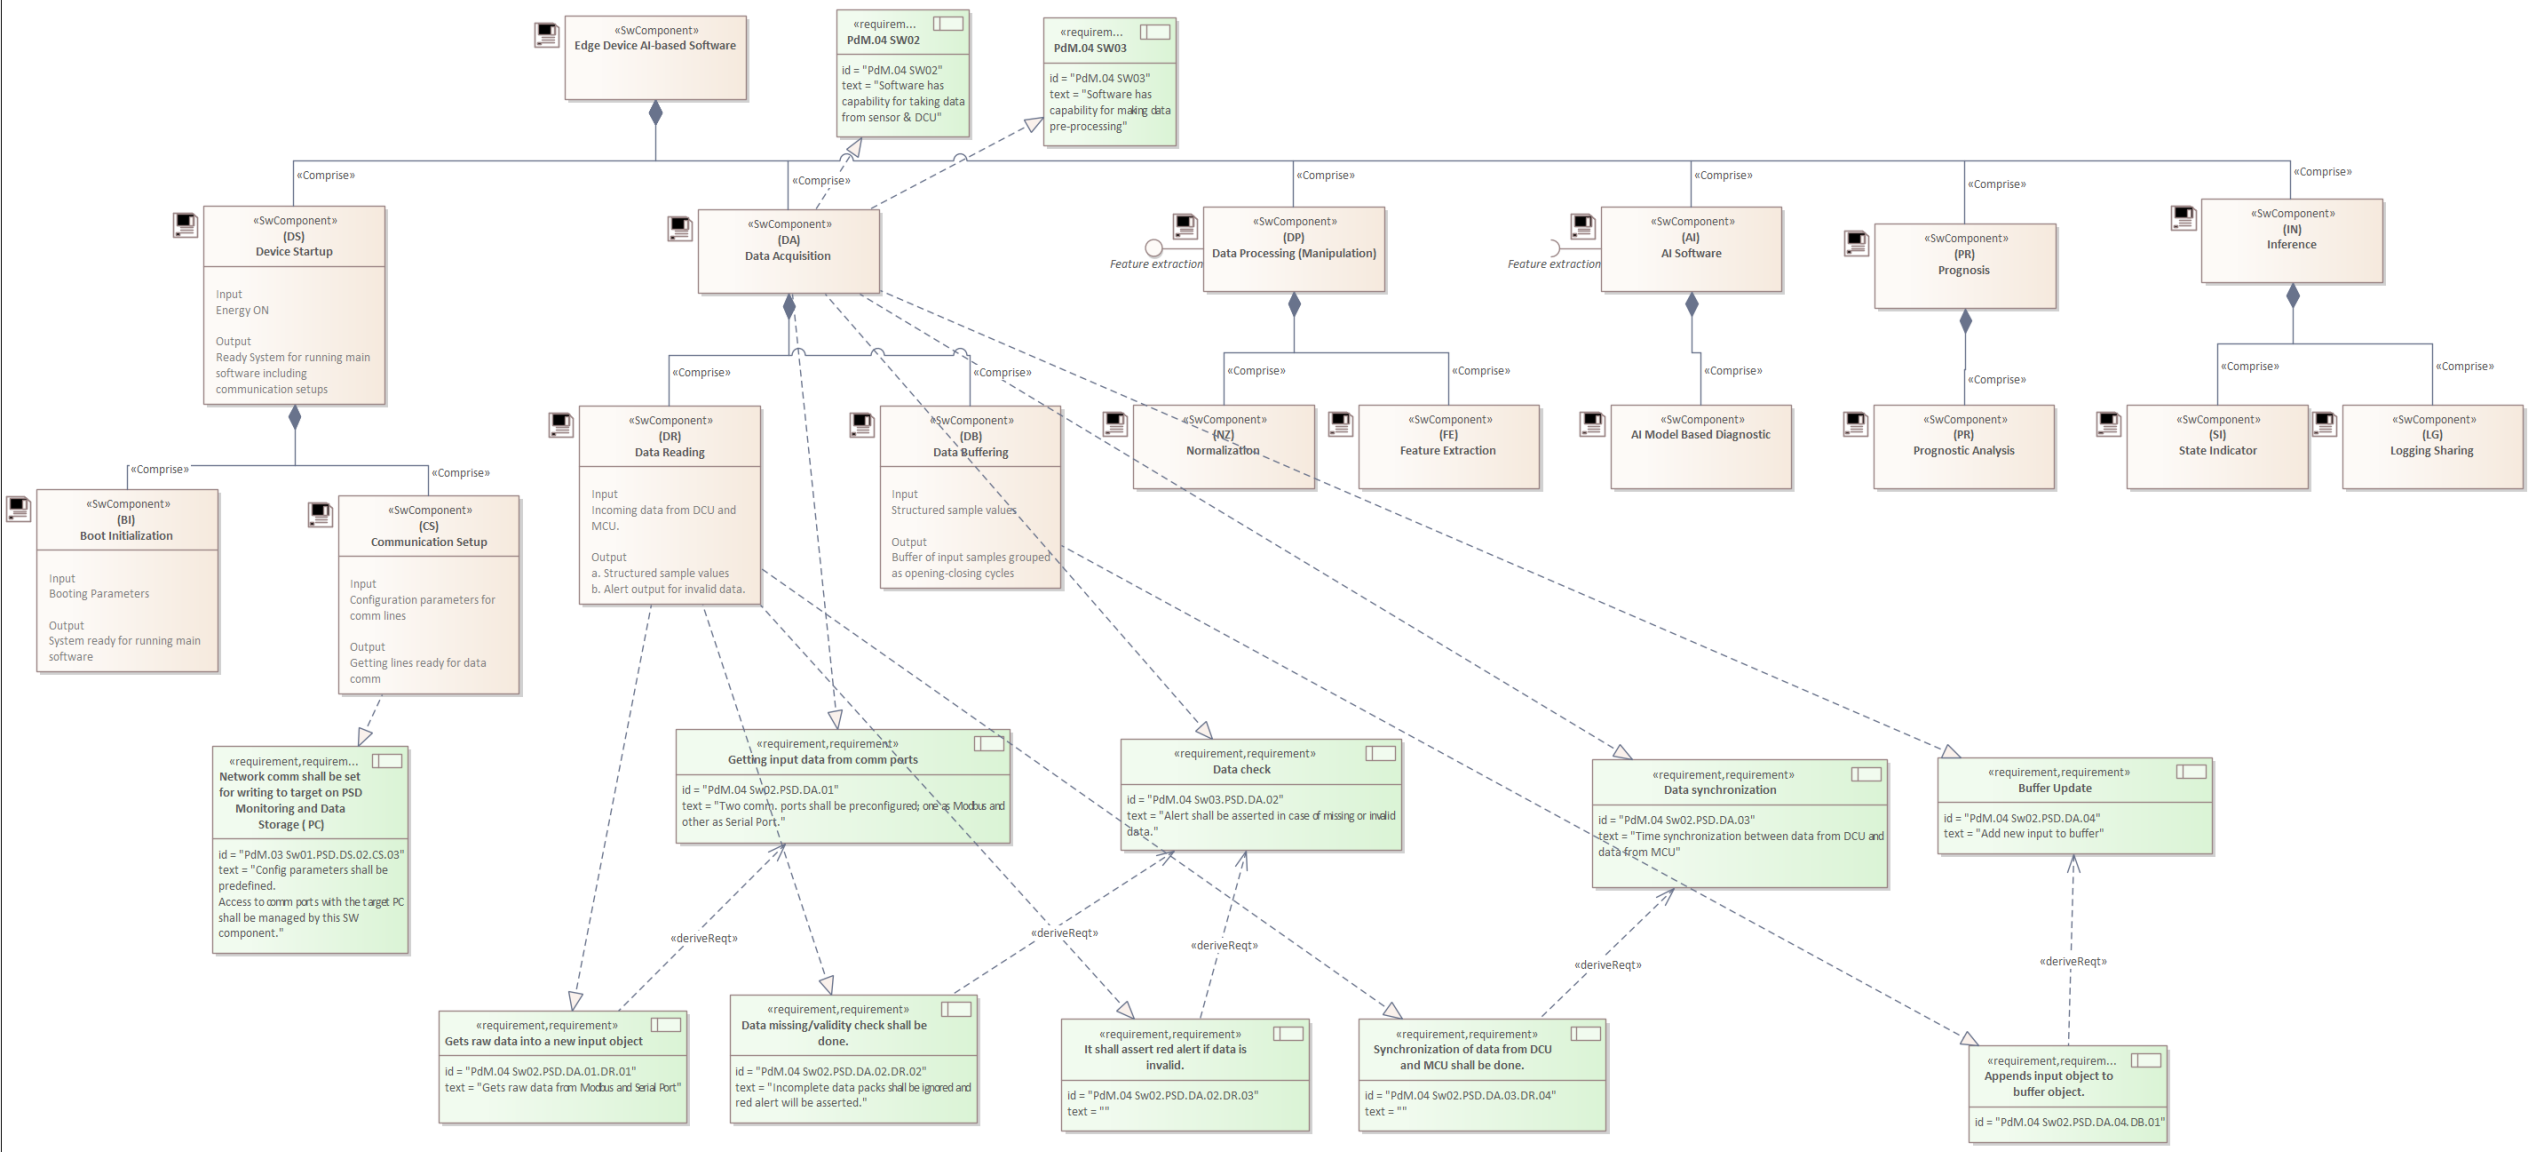 «SwComponent»
Edge Device AI-based Software
«requirem...
PdM.04 SW02
id = "PdM.04 SW02"
text = "Software has
capability for taking data
from sensor & DCU"
«requirem...
PdM.04 SW03
id = "PdM.04 SW03"
text = "Software has
capability for making data
pre-processing"
«Comprise»
«Comprise»
«Comprise»
«Comprise»
«Comprise»
«Comprise»
«SwComponent»
(DS)
Device Startup
Input
Energy ON
Output
Ready System for running main
software including
communication setups
«SwComponent»
(DA)
Data Acquisition
Feature extraction
«SwComponent»
(DP)
Data Processing (Manipulation)
Feature extraction
«SwComponent»
(AI)
AI Software
«SwComponent»
(PR)
Prognosis
«SwComponent»
(IN)
Inference
«Comprise»
«Comprise»
«Comprise»
«Comprise»
«Comprise»
«Comprise»
«Comprise»
«Comprise»
«Comprise»
«Comprise»
«SwComponent»
(BI)
Boot Initialization
Input
Booting Parameters
Output
System ready for running main
software
«SwComponent»
(CS)
Communication Setup
Input
Configuration parameters for
comm lines
Output
Getting lines ready for data
comm
«SwComponent»
(DR)
Data Reading
Input
Incoming data from DCU and
MCU.
Output
a. Structured sample values
b. Alert output for invalid data.
«SwComponent»
(DB)
Data Buffering
Input
Structured sample values
Output
Buffer of input samples grouped
as opening-closing cycles
«SwComponent»
(NZ)
Normalization
«SwComponent»
(FE)
Feature Extraction
«SwComponent»
AI Model Based Diagnostic
«SwComponent»
(PR)
Prognostic Analysis
«SwComponent»
(SI)
State Indicator
«SwComponent»
(LG)
Logging Sharing
«requirement,requirem...
Network comm shall be set
for writing to target on PSD
Monitoring and Data
Storage ( PC)
id = "PdM.03 Sw01.PSD.DS.02.CS.03"
text = "Config parameters shall be
predefined.
Access to comm ports with the target PC
shall be managed by this SW
component."
«requirement,requirement»
Getting input data from comm ports
id = "PdM.04 Sw02.PSD.DA.01"
text = "Two comm. ports shall be preconfigured; one as Modbus and
other as Serial Port."
«requirement,requirement»
Data check
id = "PdM.04 Sw03.PSD.DA.02"
text = "Alert shall be asserted in case of missing or invalid
data."
«requirement,requirement»
Data synchronization
id = "PdM.04 Sw02.PSD.DA.03"
text = "Time synchronization between data from DCU and
data from MCU"
«requirement,requirement»
Buffer Update
id = "PdM.04 Sw02.PSD.DA.04"
text = "Add new input to buffer"
«deriveReqt»
«deriveReqt»
«deriveReqt»
«deriveReqt»
«deriveReqt»
«requirement,requirement»
Gets raw data into a new input object
id = "PdM.04 Sw02.PSD.DA.01.DR.01"
text = "Gets raw data from Modbus and Serial Port"
«requirement,requirement»
Data missing/validity check shall be
done.
id = "PdM.04 Sw02.PSD.DA.02.DR.02"
text = "Incomplete data packs shall be ignored and
red alert will be asserted."
«requirement,requirement»
It shall assert red alert if data is
invalid.
id = "PdM.04 Sw02.PSD.DA.02.DR.03"
text = ""
«requirement,requirement»
Synchronization of data from DCU
and MCU shall be done.
id = "PdM.04 Sw02.PSD.DA.03.DR.04"
text = ""
«requirement,requirem...
Appends input object to
buffer object.
id = "PdM.04 Sw02.PSD.DA.04.DB.01"